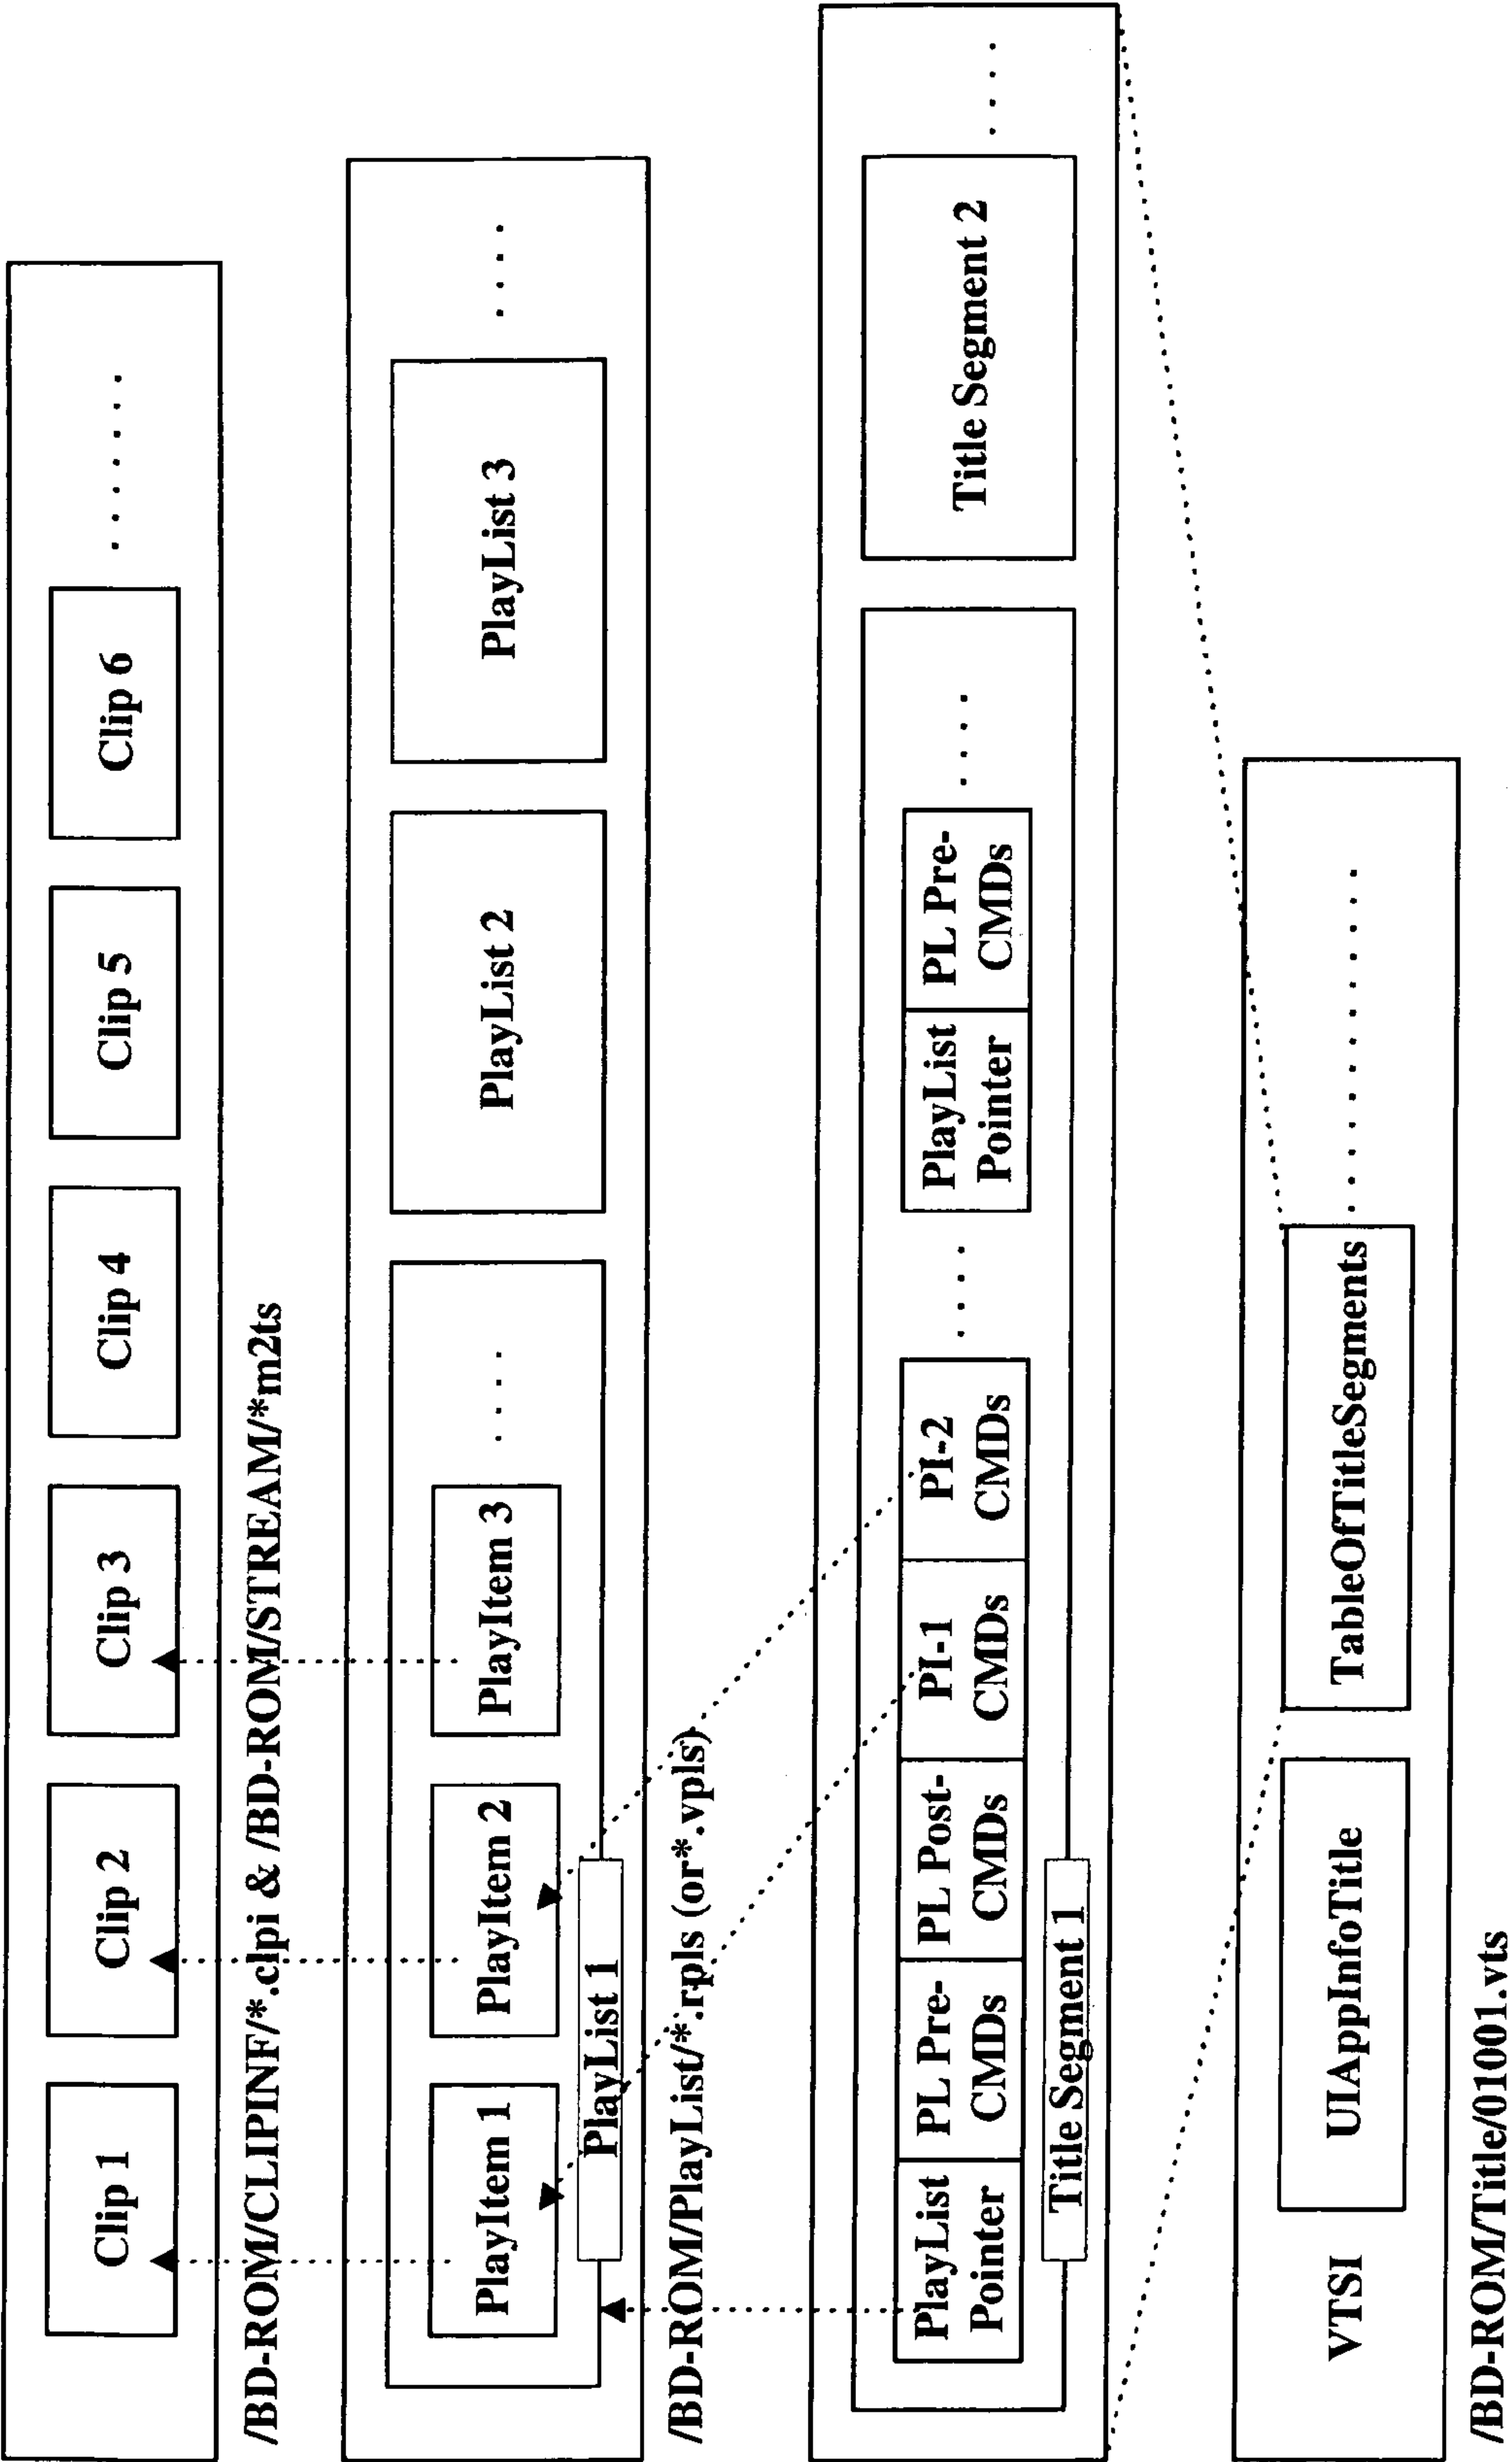 Clip 1
Clip 2
Clip 3
Clip 4
Clip 5
Clip 6
/BD-ROM/CLIPINF/*.clpi & /BD-ROM/STREAM/*m2ts
PlayItem 1
PlayItem 2
PlayItem 3
PlayList 1
PlayList 2
PlayList 3
/BD-ROM/PlayList/*.rpls (or*.vpls)
PlayList
Pointer
PL Pre-
CMDs
PL Post-
CMDs
PI-1
CMDs
PI-2
CMDs
PlayList
Pointer
PL Pre-
CMDs
Title Segment 1
Title Segment 2
VTSI
UIAppInfoTitle
TableOfTitleSegments
/BD-ROM/Title/01001.vts